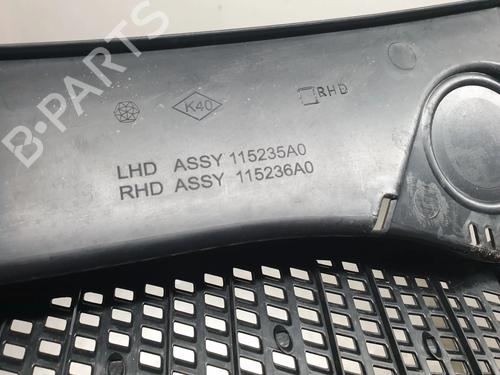 B-PARTS
K40
RHD
LHD ASSY 115235A0
RHD ASSY 115236A0